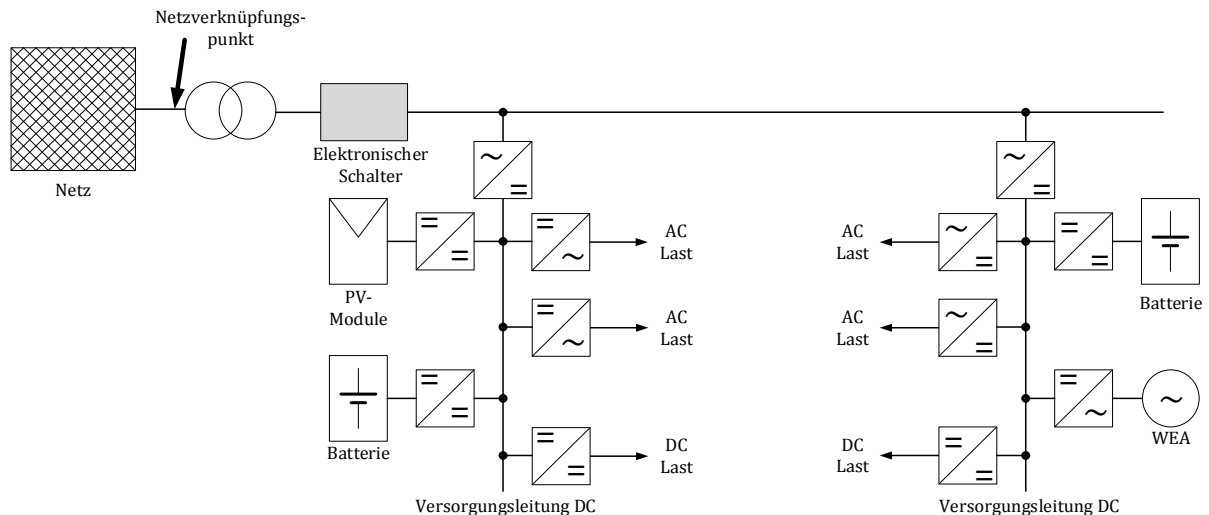 Netzverknüpfungs-
punkt
Netz
Elektronischer
Schalter
PV-
Module
Batterie
AC
Last
AC
Last
DC
Last
Versorgungsleitung DC
AC
Last
AC
Last
DC
Last
Batterie
WEA
Versorgungsleitung DC